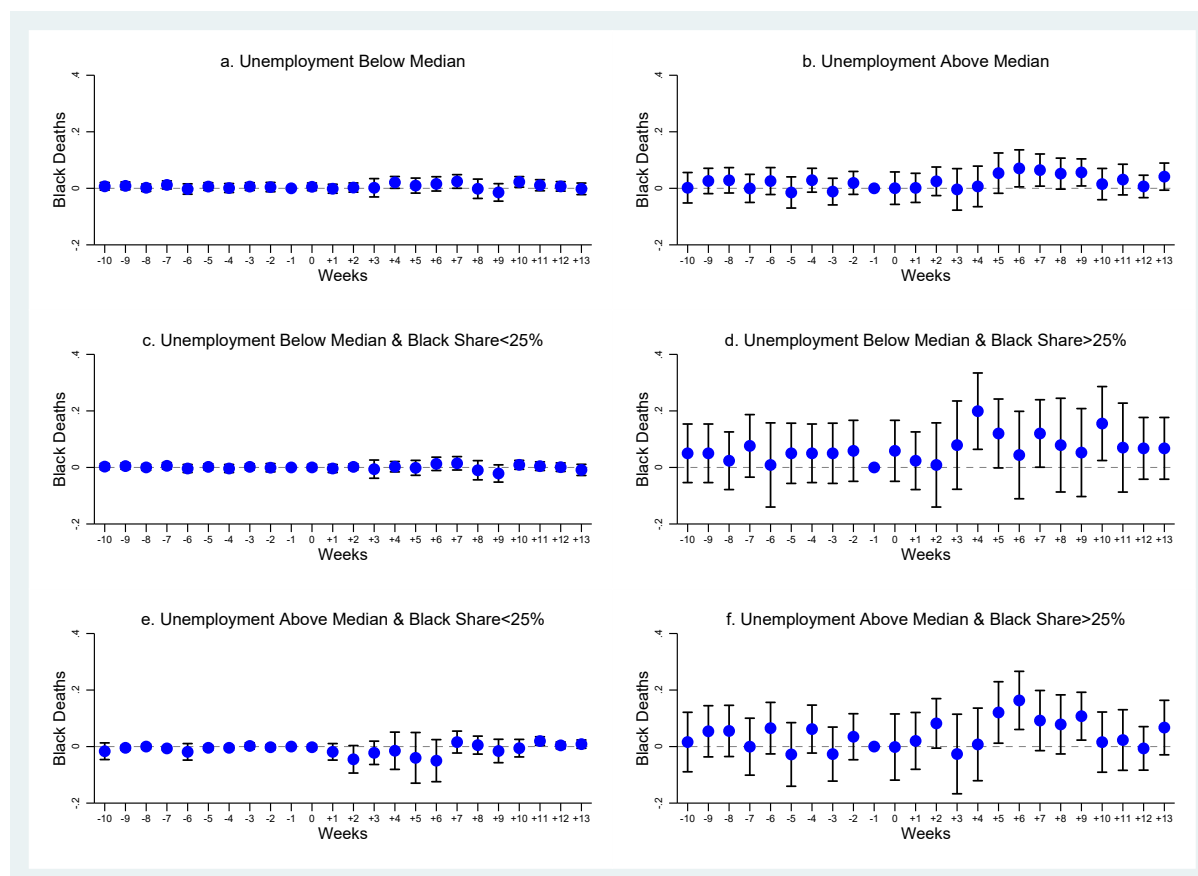 a. Unemployment Below Median
Black Deaths
.4
.2
0
-.2
-10 -9 -8 -7 -6 -5 -4 -3 -2 -1 0 +1 +2 +3 +4 +5 +6 +7 +8 +9 +10 +11 +12 +13
Weeks
b. Unemployment Above Median
Black Deaths
.4
.2
0
-.2
-10 -9 -8 -7 -6 -5 -4 -3 -2 -1 0 +1 +2 +3 +4 +5 +6 +7 +8 +9 +10 +11 +12 +13
Weeks
c. Unemployment Below Median & Black Share<25%
Black Deaths
.4
.2
0
-.2
-10 -9 -8 -7 -6 -5 -4 -3 -2 -1 0 +1 +2 +3 +4 +5 +6 +7 +8 +9 +10 +11 +12 +13
Weeks
d. Unemployment Below Median & Black Share>25%
Black Deaths
.4
.2
0
-.2
-10 -9 -8 -7 -6 -5 -4 -3 -2 -1 0 +1 +2 +3 +4 +5 +6 +7 +8 +9 +10 +11 +12 +13
Weeks
e. Unemployment Above Median & Black Share<25%
Black Deaths
.4
.2
0
-.2
-10 -9 -8 -7 -6 -5 -4 -3 -2 -1 0 +1 +2 +3 +4 +5 +6 +7 +8 +9 +10 +11 +12 +13
Weeks
f. Unemployment Above Median & Black Share>25%
Black Deaths
.4
.2
0
-.2
-10 -9 -8 -7 -6 -5 -4 -3 -2 -1 0 +1 +2 +3 +4 +5 +6 +7 +8 +9 +10 +11 +12 +13
Weeks